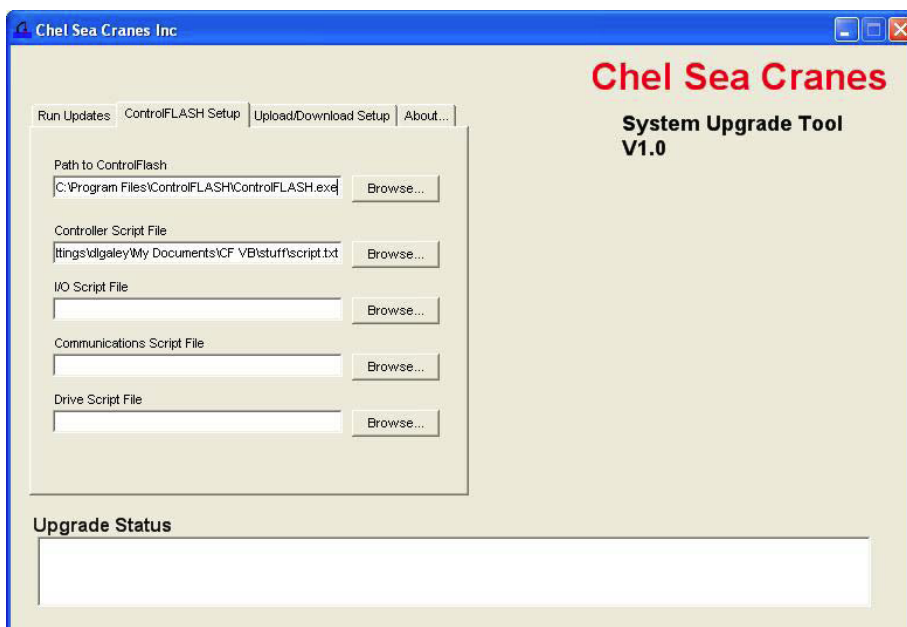 Chel Sea Cranes Inc
Chel Sea Cranes
System Upgrade Tool
V1.0
Run Updates ControlFLASH Setup Upload/Download Setup About...
Path to ControlFlash
C:\Program Files\ControlFLASH\ControlFLASH.exe Browse...
Controller Script File
ttings\dlgaley\My Documents\CF VB\stuff\script.txt Browse...
I/O Script File
Browse...
Communications Script File
Browse...
Drive Script File
Browse...
Upgrade Status